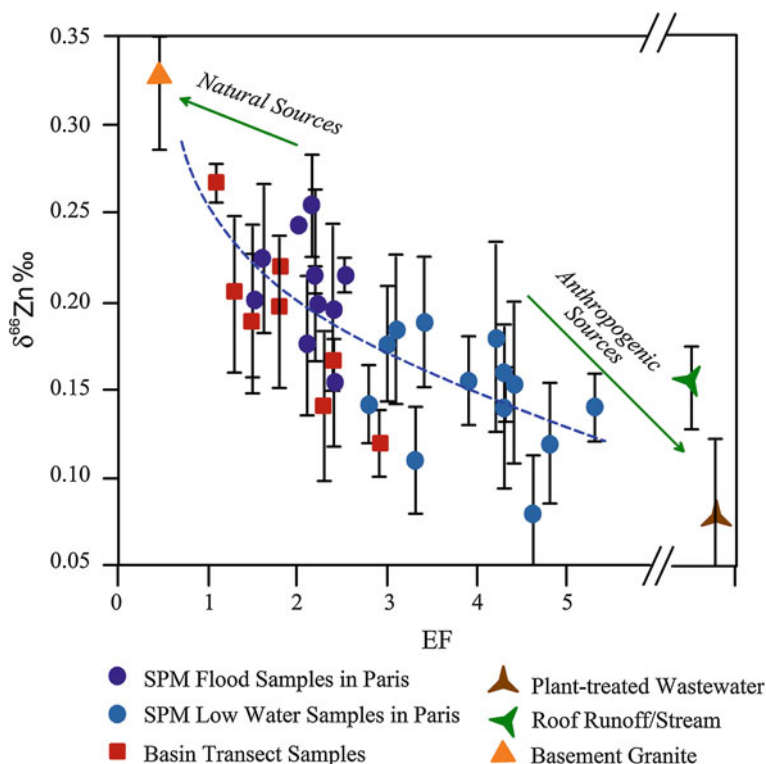 0.35
0.30
0.25
0.20
0.15
0.10
0.05
δ⁶⁶Zn‰
Natural Sources
Anthropogenic
Sources
0 1 2 3 4 5
EF
SPM Flood Samples in Paris
SPM Low Water Samples in Paris
Basin Transect Samples
Plant-treated Wastewater
Roof Runoff/Stream
Basement Granite